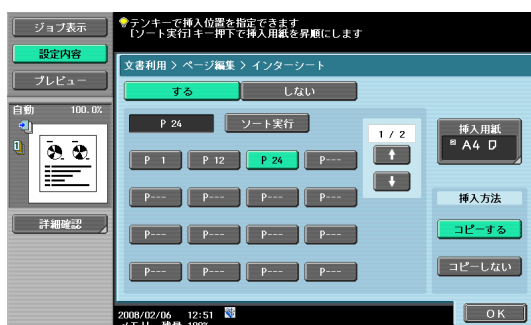 ジョブ表示
設定内容
プレビュー
自動 100.0%
詳細確認
テンキーで挿入位置を指定できます
「ソート実行」キー押下で挿入用紙を昇順にします
文書利用 > ページ編集 > インターシート
する
しない
P 24
ソート実行
1 / 2
P 1
P 12
P 24
P---
P---
P---
P---
P---
P---
P---
P---
P---
P---
P---
P---
P---
挿入用紙
A4
挿入方法
コピーする
コピーしない
2008/02/06 12:51
メモリ 残量 100%
OK